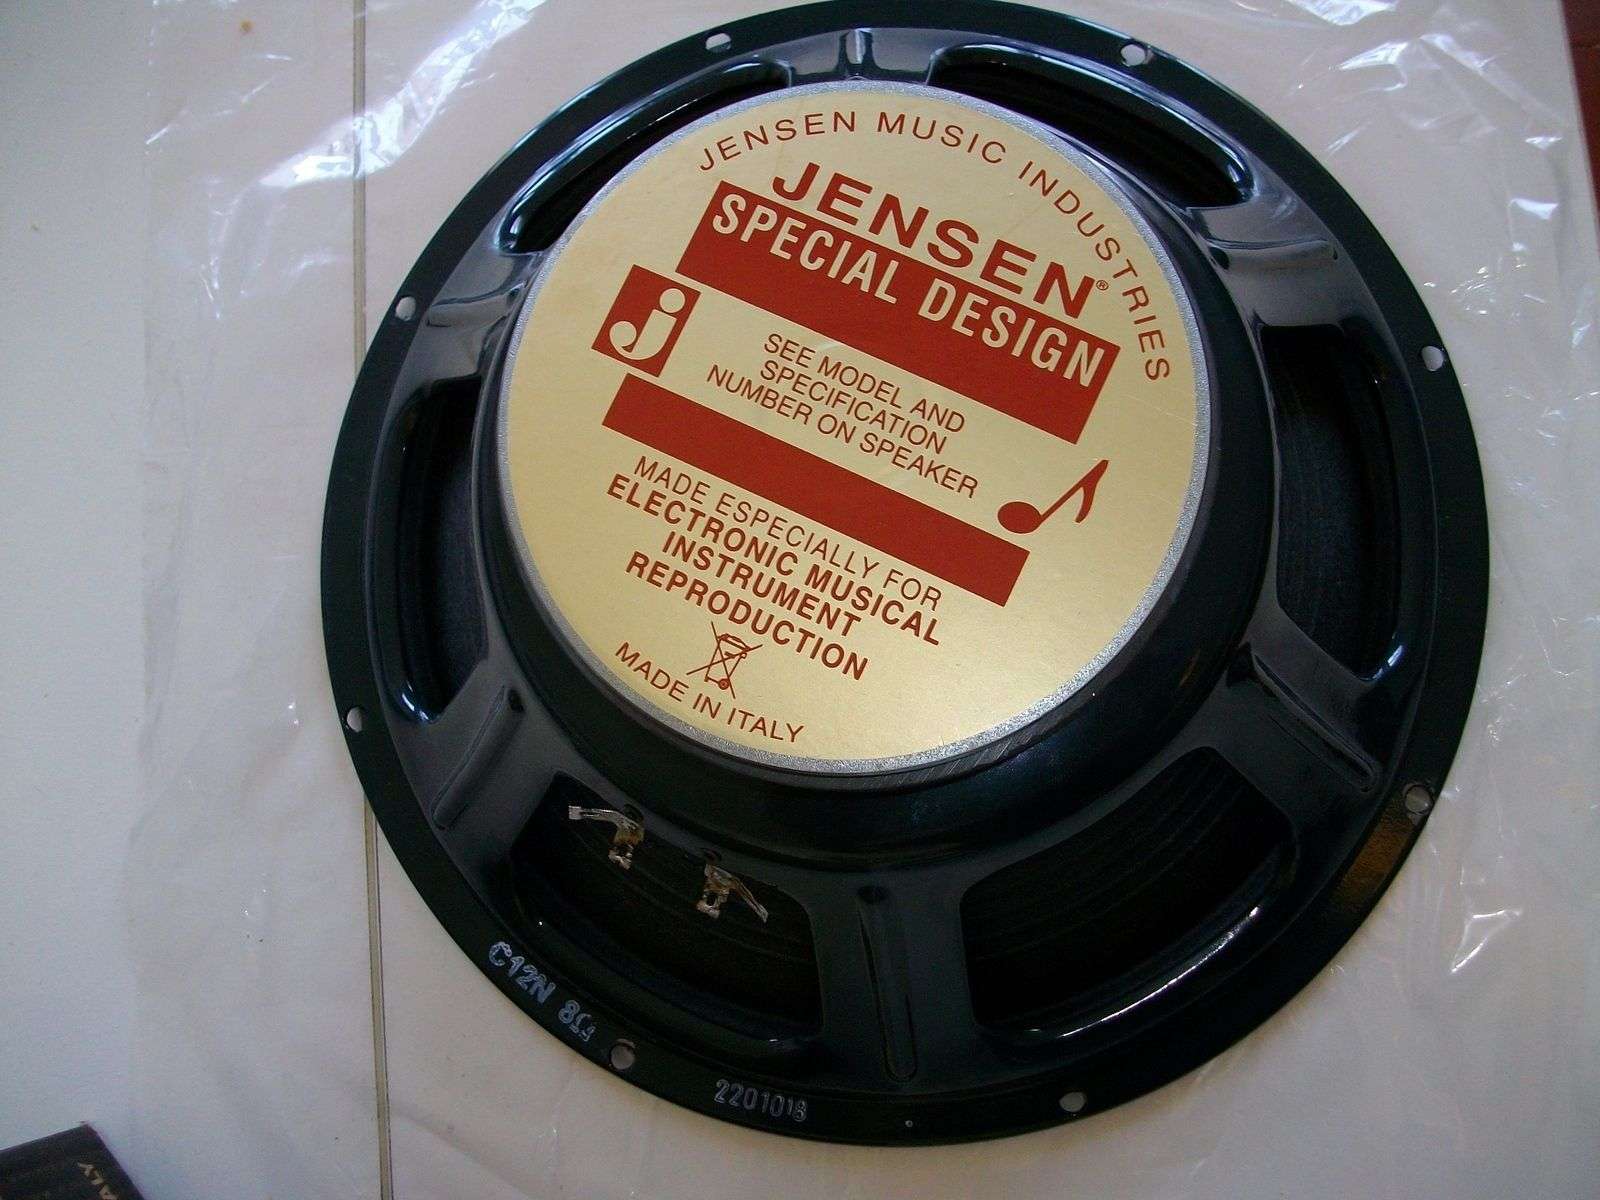 JENSEN MUSIC INDUSTRIES
JENSEN®
SPECIAL DESIGN
j
SEE MODEL AND
SPECIFICATION
NUMBER ON SPEAKER
MADE ESPECIALLY FOR
ELECTRONIC MUSICAL
INSTRUMENT
REPRODUCTION
MADE IN ITALY
C12N 8Ω
2201018
ALY